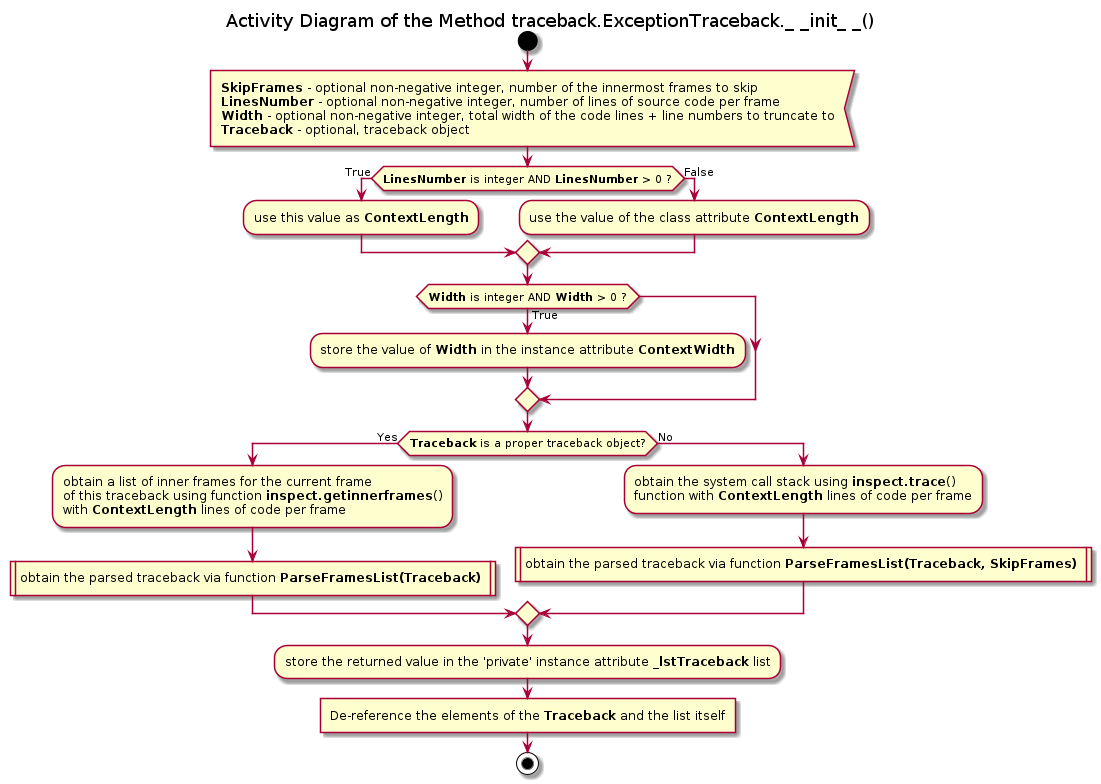 Activity Diagram of the Method traceback.ExceptionTraceback._ _init_ _()
SkipFrames - optional non-negative integer, number of the innermost frames to skip
LinesNumber - optional non-negative integer, number of lines of source code per frame
Width - optional non-negative integer, total width of the code lines + line numbers to truncate to
Traceback - optional, traceback object
True
LinesNumber is integer AND LinesNumber > 0 ?
False
use this value as ContextLength
use the value of the class attribute ContextLength
Width is integer AND Width > 0 ?
True
store the value of Width in the instance attribute ContextWidth
Yes
Traceback is a proper traceback object?
No
obtain a list of inner frames for the current frame
of this traceback using function inspect.getinnerframes()
with ContextLength lines of code per frame
obtain the system call stack using inspect.trace()
function with ContextLength lines of code per frame
obtain the parsed traceback via function ParseFramesList(Traceback)
obtain the parsed traceback via function ParseFramesList(Traceback, SkipFrames)
store the returned value in the 'private' instance attribute _lstTraceback list
De-reference the elements of the Traceback and the list itself